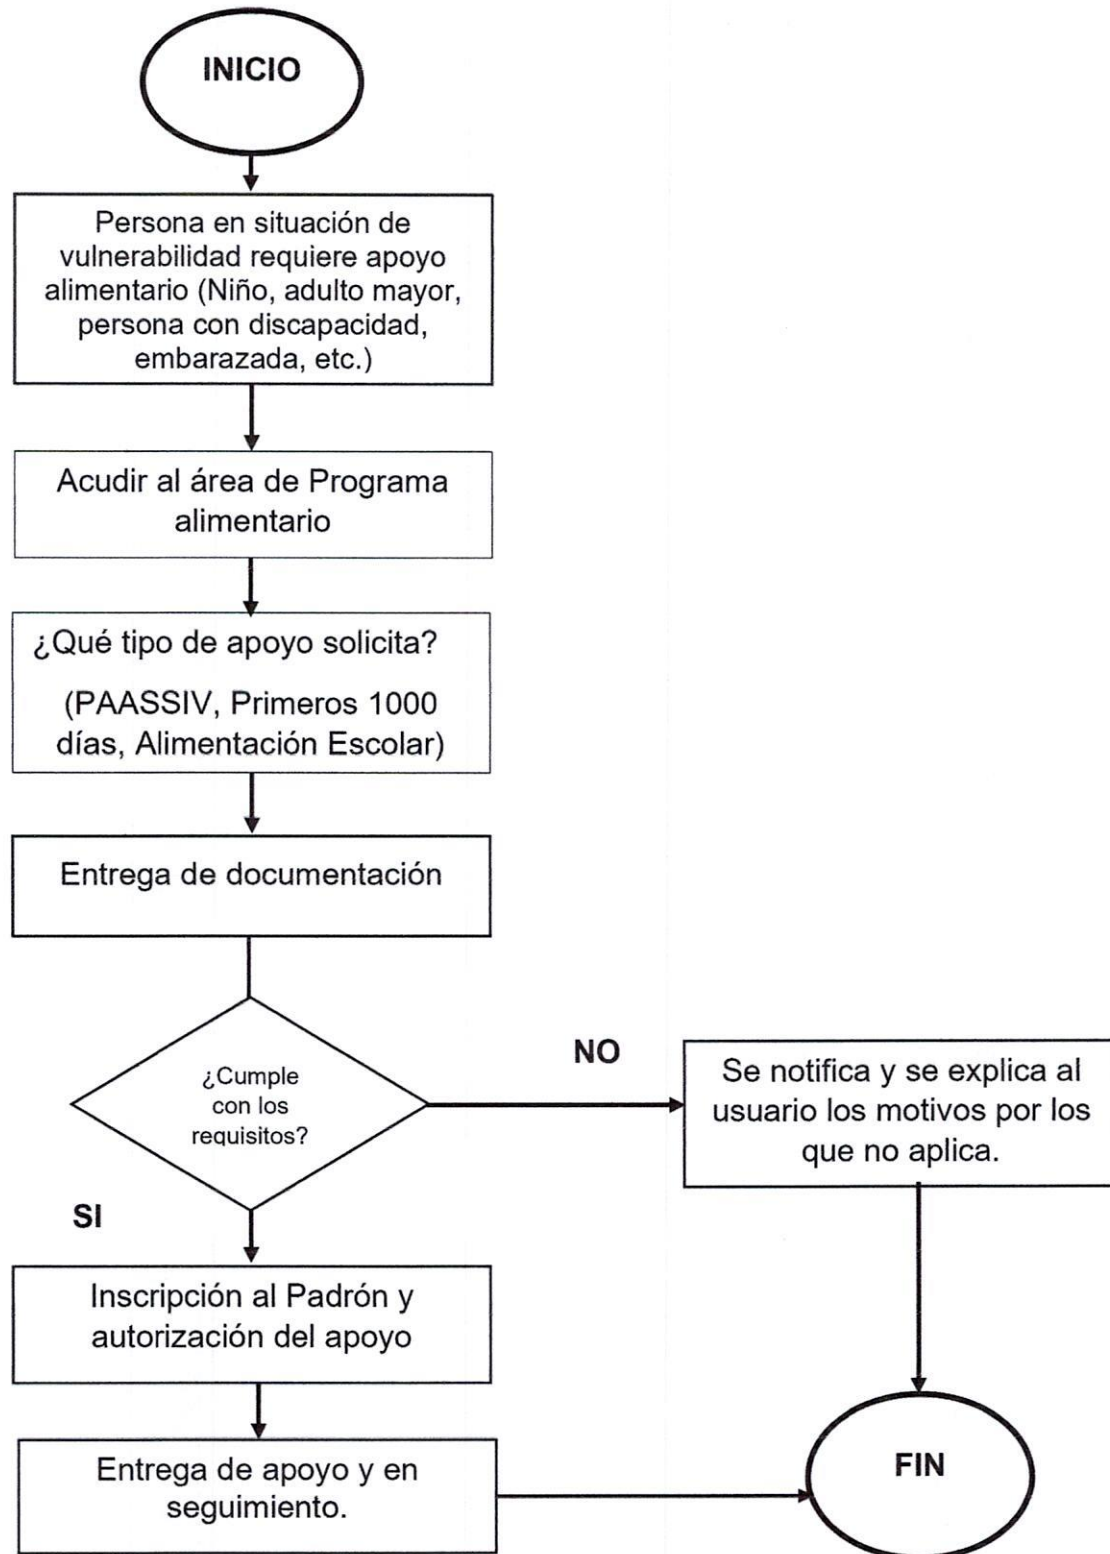 INICIO
Persona en situación de
vulnerabilidad requiere apoyo
alimentario (Niño, adulto mayor,
persona con discapacidad,
embarazada, etc.)
Acudir al área de Programa
alimentario
¿Qué tipo de apoyo solicita?
(PAASSIV, Primeros 1000
días, Alimentación Escolar)
Entrega de documentación
¿Cumple
con los
requisitos?
NO
Se notifica y se explica al
usuario los motivos por los
que no aplica.
SI
Inscripción al Padrón y
autorización del apoyo
Entrega de apoyo y en
seguimiento.
FIN